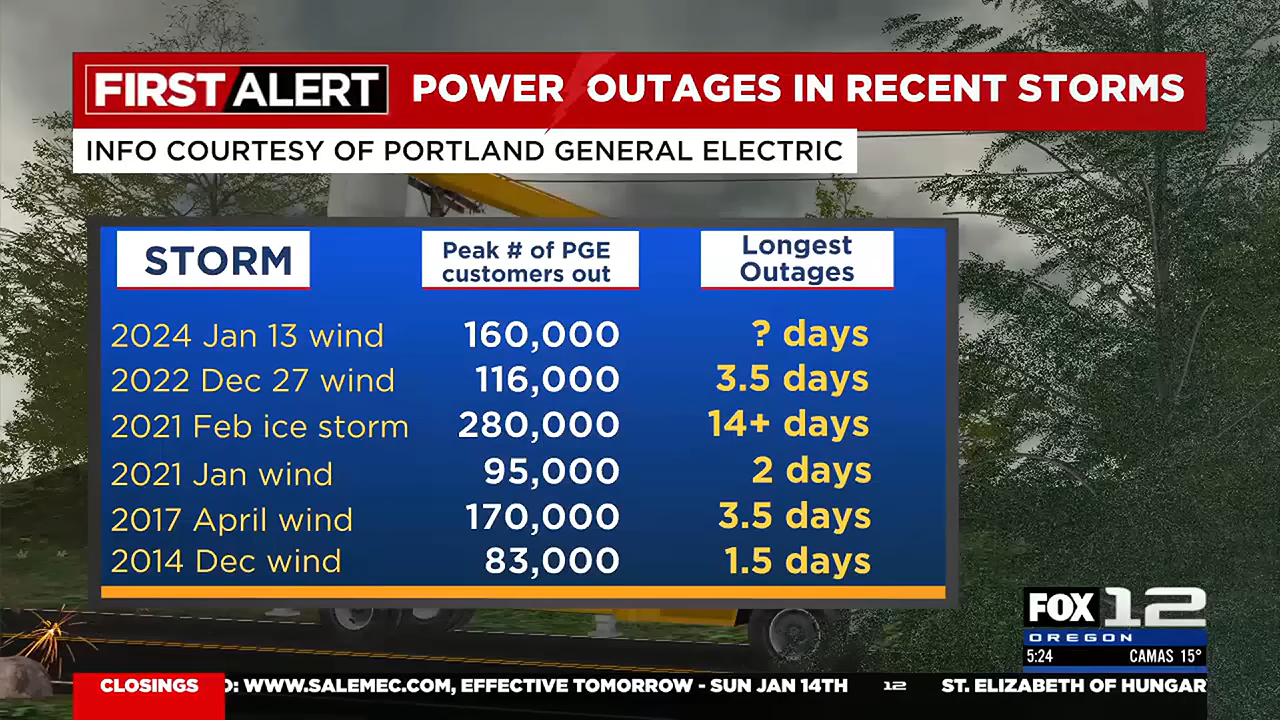 FIRST ALERT POWER OUTAGES IN RECENT STORMS
INFO COURTESY OF PORTLAND GENERAL ELECTRIC
STORM
Peak # of PGE
customers out
Longest
Outages
2024 Jan 13 wind 160,000 ? days
2022 Dec 27 wind 116,000 3.5 days
2021 Feb ice storm 280,000 14+ days
2021 Jan wind 95,000 2 days
2017 April wind 170,000 3.5 days
2014 Dec wind 83,000 1.5 days
FOX 12
OREGON
5:24 CAMAS 15°
CLOSINGS O: WWW.SALEMEC.COM, EFFECTIVE TOMORROW - SUN JAN 14TH 12 ST. ELIZABETH OF HUNGAR